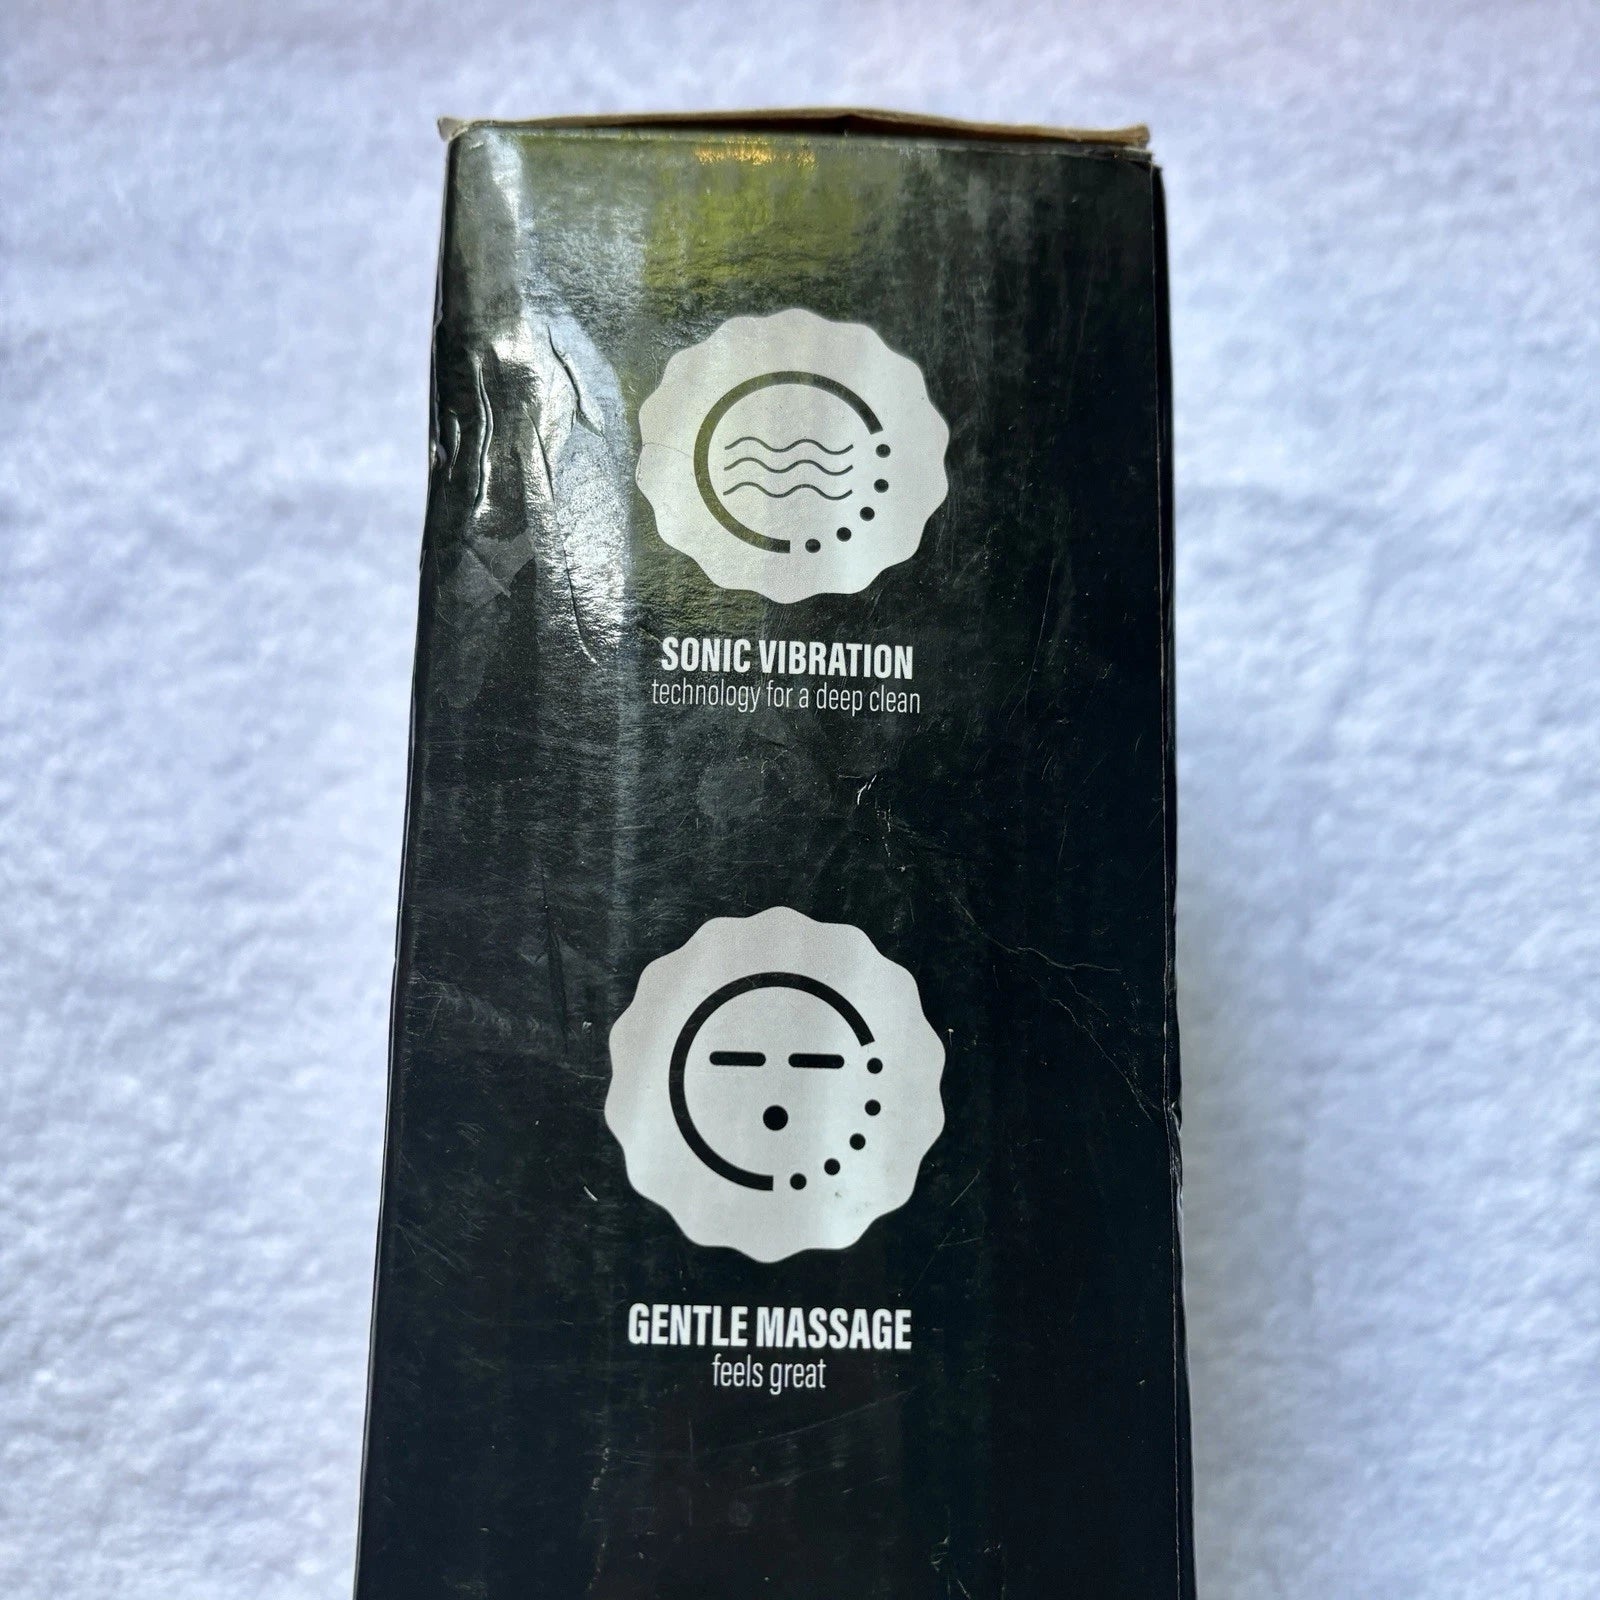 SONIC VIBRATION
technology for a deep clean
GENTLE MASSAGE
feels great